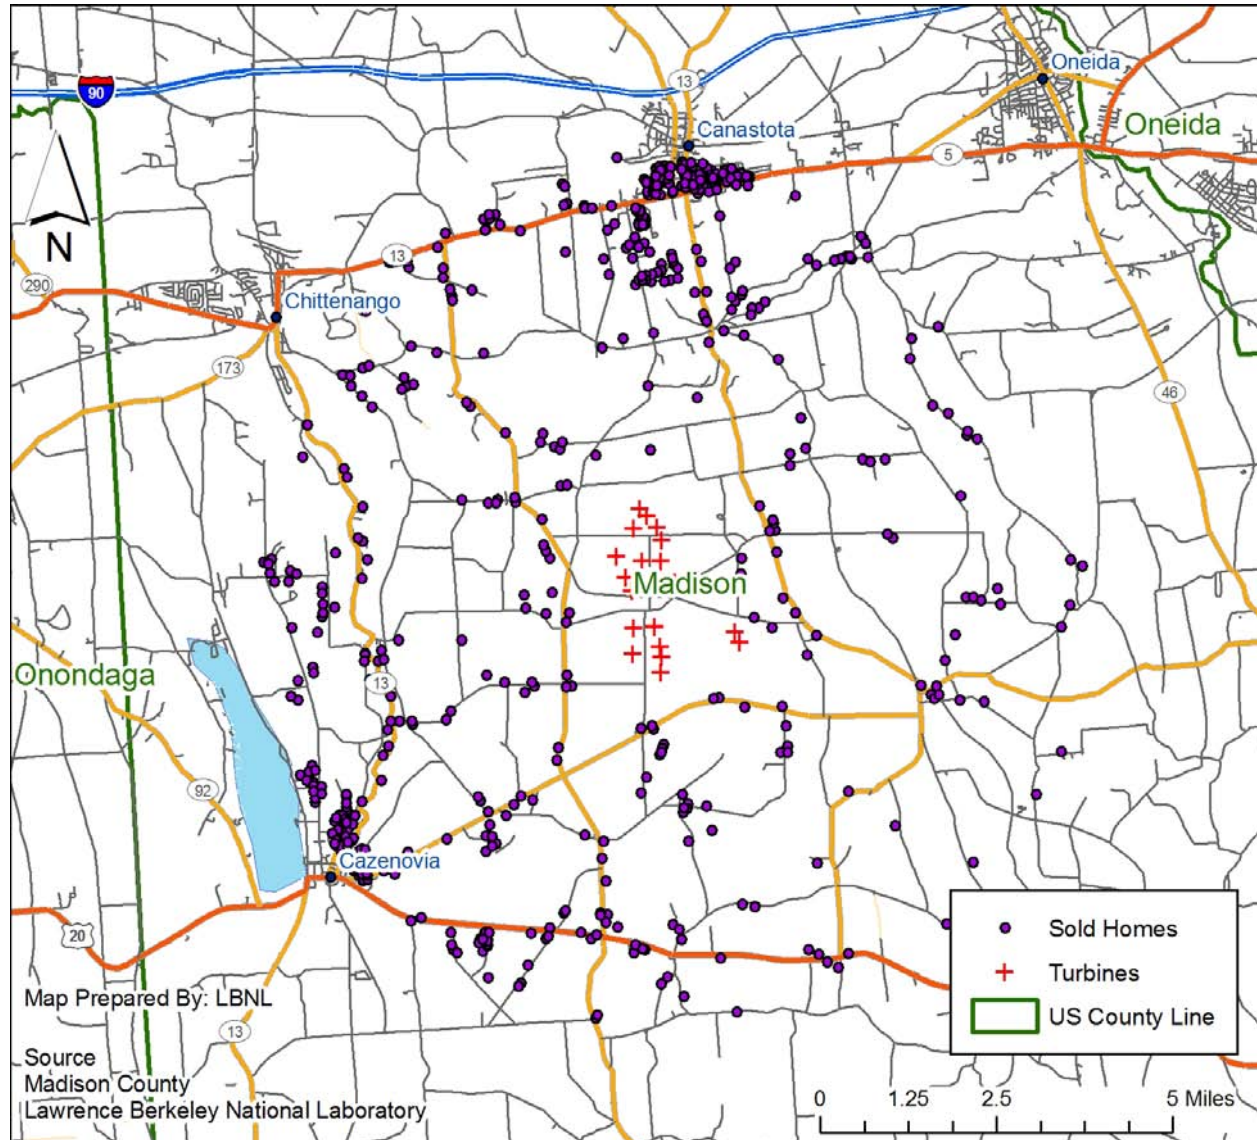 90
13
Oneida
Canastota
Oneida
5
N
13
290
Chittenango
173
46
Madison
Onondaga
13
92
Cazenovia
20
Sold Homes
Turbines
US County Line
Map Prepared By: LBNL
13
Source
Madison County
Lawrence Berkeley National Laboratory
0 1.25 2.5 5 Miles